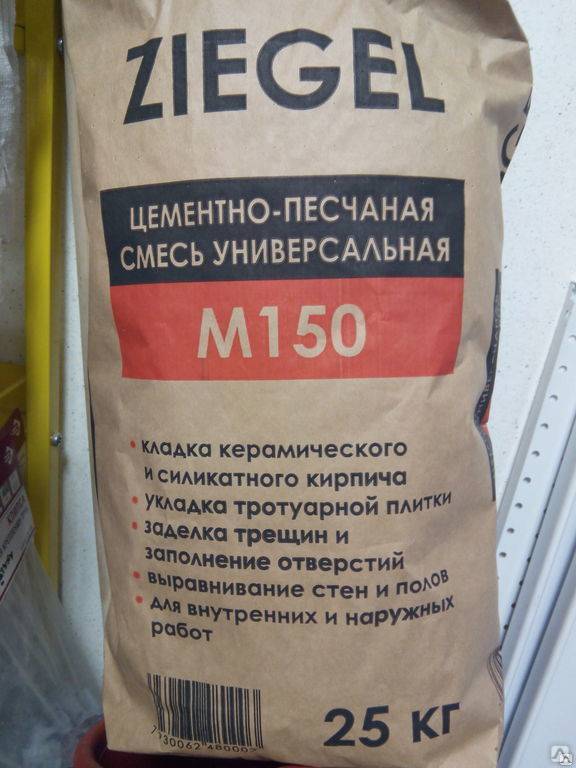 ZIEGEL
ЦЕМЕНТНО-ПЕСЧАНАЯ
СМЕСЬ УНИВЕРСАЛЬНАЯ
М150
• кладка керамического
и силикатного кирпича
• укладка тротуарной плитки
• заделка трещин и
заполнение отверстий
• выравнивание стен и полов
• для внутренних и наружных
работ
25 кг